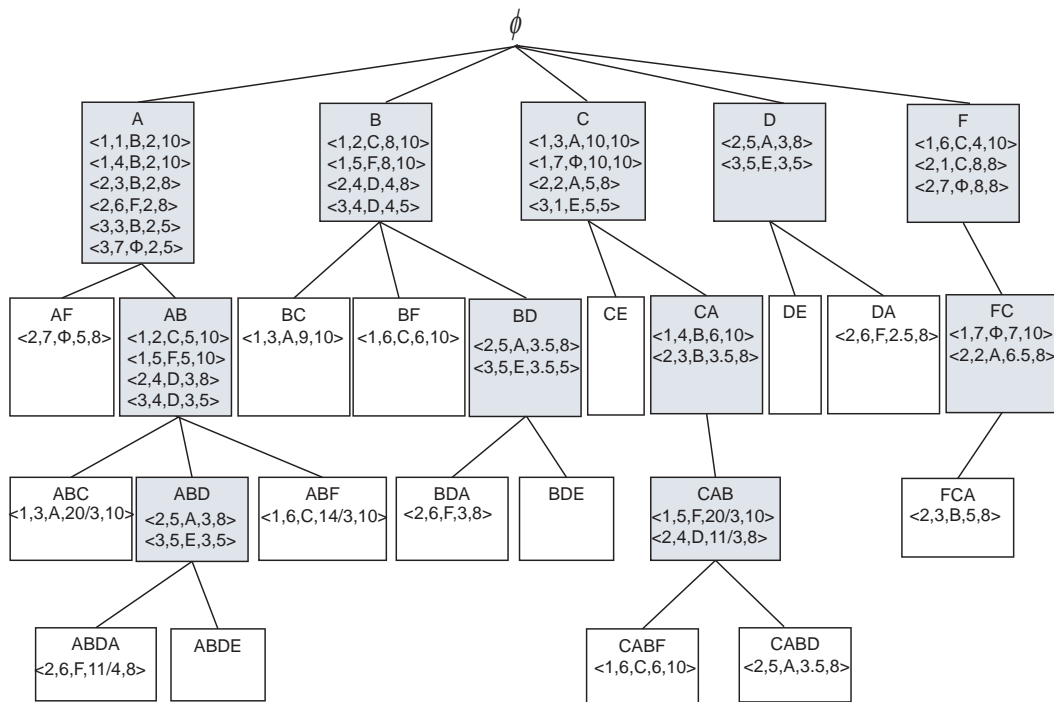 ϕ
A
<1,1,B,2,10>
<1,4,B,2,10>
<2,3,B,2,8>
<2,6,F,2,8>
<3,3,B,2,5>
<3,7,Φ,2,5>
B
<1,2,C,8,10>
<1,5,F,8,10>
<2,4,D,4,8>
<3,4,D,4,5>
C
<1,3,A,10,10>
<1,7,Φ,10,10>
<2,2,A,5,8>
<3,1,E,5,5>
D
<2,5,A,3,8>
<3,5,E,3,5>
F
<1,6,C,4,10>
<2,1,C,8,8>
<2,7,Φ,8,8>
AF
<2,7,Φ,5,8>
AB
<1,2,C,5,10>
<1,5,F,5,10>
<2,4,D,3,8>
<3,4,D,3,5>
BC
<1,3,A,9,10>
BF
<1,6,C,6,10>
BD
<2,5,A,3.5,8>
<3,5,E,3.5,5>
CE
CA
<1,4,B,6,10>
<2,3,B,3.5,8>
DE
DA
<2,6,F,2.5,8>
FC
<1,7,Φ,7,10>
<2,2,A,6.5,8>
ABC
<1,3,A,20/3,10>
ABD
<2,5,A,3,8>
<3,5,E,3,5>
ABF
<1,6,C,14/3,10>
BDA
<2,6,F,3,8>
BDE
CAB
<1,5,F,20/3,10>
<2,4,D,11/3,8>
FCA
<2,3,B,5,8>
ABDA
<2,6,F,11/4,8>
ABDE
CABF
<1,6,C,6,10>
CABD
<2,5,A,3.5,8>